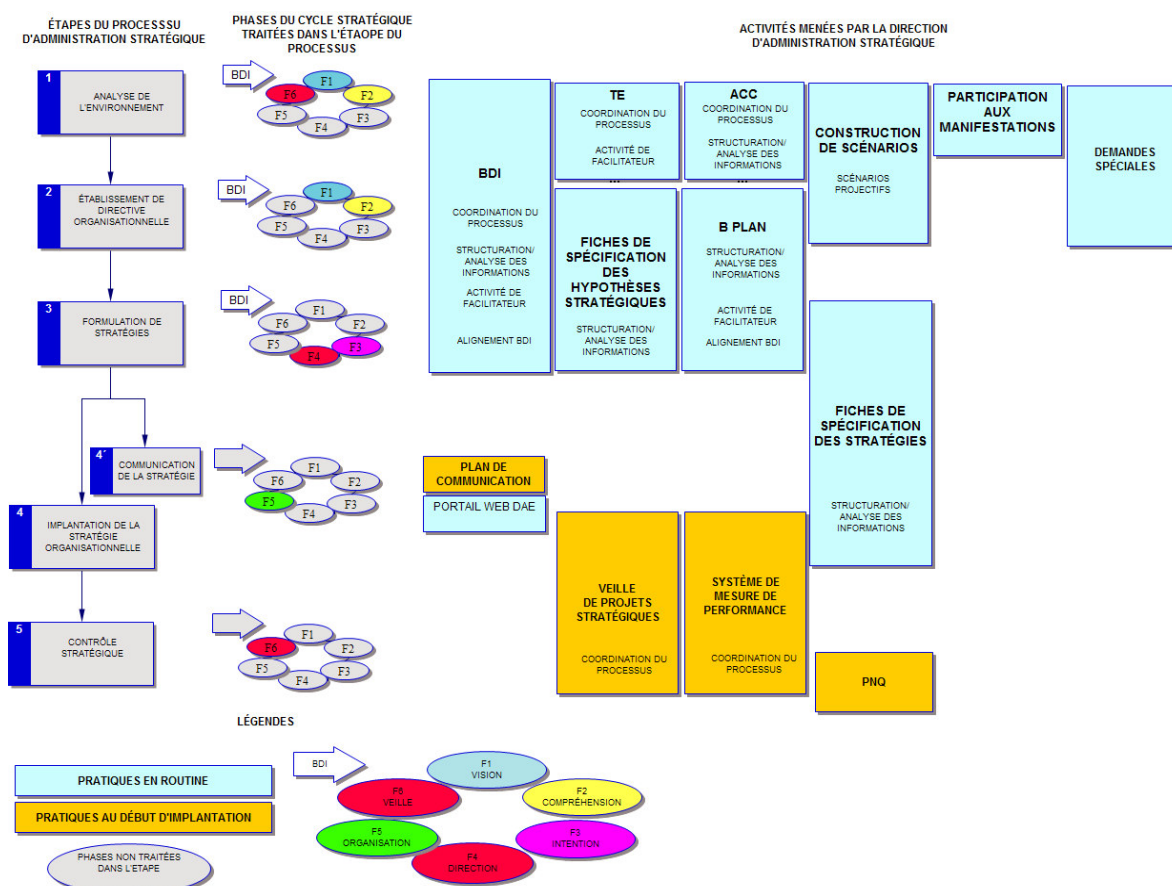 ÉTAPES DU PROCESSSU
D'ADMINISTRATION STRATÉGIQUE
PHASES DU CYCLE STRATÉGIQUE
TRAITÉES DANS L'ÉTAOPE DU
PROCESSUS
ACTIVITÉS MENÉES PAR LA DIRECTION
D'ADMINISTRATION STRATÉGIQUE
1
ANALYSE DE
L'ENVIRONNEMENT
BDI
F1
F2
F3
F4
F5
F6
2
ÉTABLISSEMENT DE
DIRECTIVE
ORGANISATIONNELLE
BDI
F1
F2
F3
F4
F5
F6
3
FORMULATION DE
STRATÉGIES
BDI
F1
F2
F3
F4
F5
F6
4´
COMMUNICATION
DE LA STRATÉGIE
F1
F2
F3
F4
F5
F6
4
IMPLANTATION DE LA
STRATÉGIE
ORGANISATIONNELLE
5
CONTRÔLE
STRATÉGIQUE
F1
F2
F3
F4
F5
F6
BDI
COORDINATION DU
PROCESSUS
STRUCTURATION/
ANALYSE DES
INFORMATIONS
ACTIVITÉ DE
FACILITATEUR
ALIGNEMENT BDI
TE
COORDINATION DU
PROCESSUS
ACTIVITÉ DE
FACILITATEUR
...
FICHES DE
SPÉCIFICATION
DES
HYPOTHÈSES
STRATÉGIQUES
STRUCTURATION/
ANALYSE DES
INFORMATIONS
ACC
COORDINATION DU
PROCESSUS
STRUCTURATION/
ANALYSE DES
INFORMATIONS
...
B PLAN
STRUCTURATION/
ANALYSE DES
INFORMATIONS
ACTIVITÉ DE
FACILITATEUR
ALIGNEMENT BDI
CONSTRUCTION
DE SCÉNARIOS
SCÉNARIOS
PROJECTIFS
PARTICIPATION
AUX
MANIFESTATIONS
DEMANDES
SPÉCIALES
FICHES DE
SPÉCIFICATION
DES STRATÉGIES
STRUCTURATION/
ANALYSE DES
INFORMATIONS
PLAN DE
COMMUNICATION
PORTAIL WEB DAE
VEILLE
DE PROJETS
STRATÉGIQUES
COORDINATION DU
PROCESSUS
SYSTÈME DE
MESURE DE
PERFORMANCE
COORDINATION DU
PROCESSUS
PNQ
LÉGENDES
PRATIQUES EN ROUTINE
PRATIQUES AU DÉBUT D'IMPLANTATION
PHASES NON TRAITÉES
DANS L'ETAPE
BDI
F1
VISION
F2
COMPRÉHENSION
F3
INTENTION
F4
DIRECTION
F5
ORGANISATION
F6
VEILLE